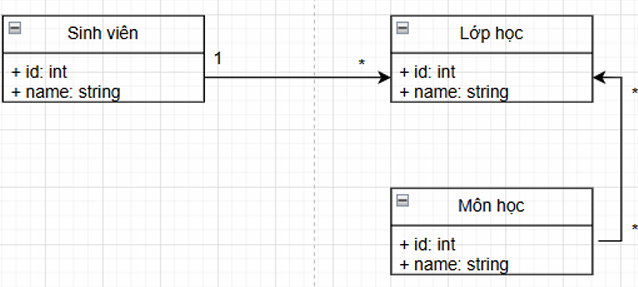 Sinh viên
+ id: int
+ name: string
1
*
Lớp học
+ id: int
+ name: string
*
*
Môn học
+ id: int
+ name: string